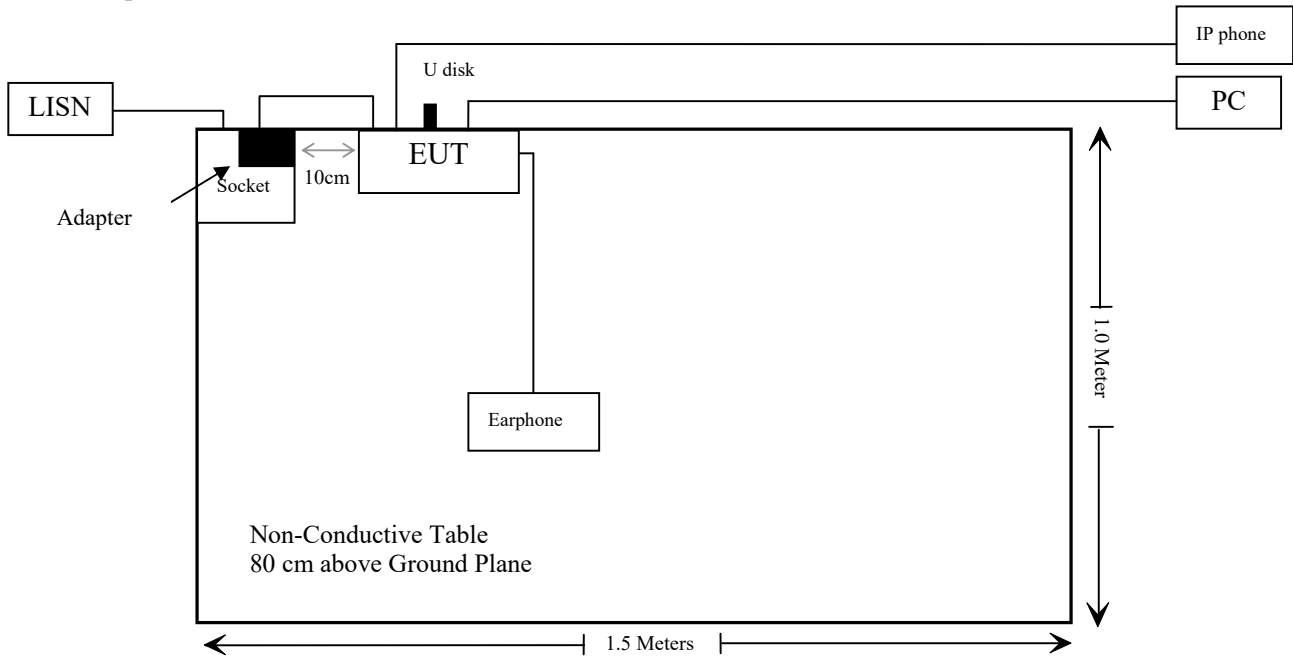 IP phone
U disk
LISN
PC
EUT
10cm
Socket
Adapter
1.0 Meter
Earphone
Non-Conductive Table
80 cm above Ground Plane
1.5 Meters